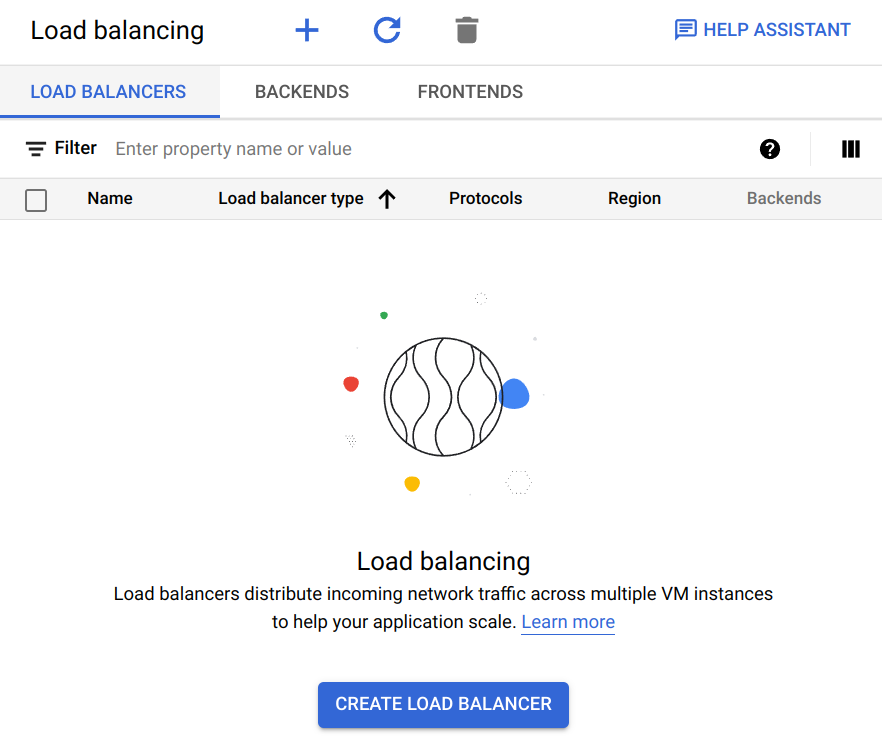 Load balancing HELP ASSISTANT
LOAD BALANCERS BACKENDS FRONTENDS
Filter Enter property name or value ?
Name Load balancer type Protocols Region Backends
Load balancing
Load balancers distribute incoming network traffic across multiple VM instances
to help your application scale. Learn more
CREATE LOAD BALANCER